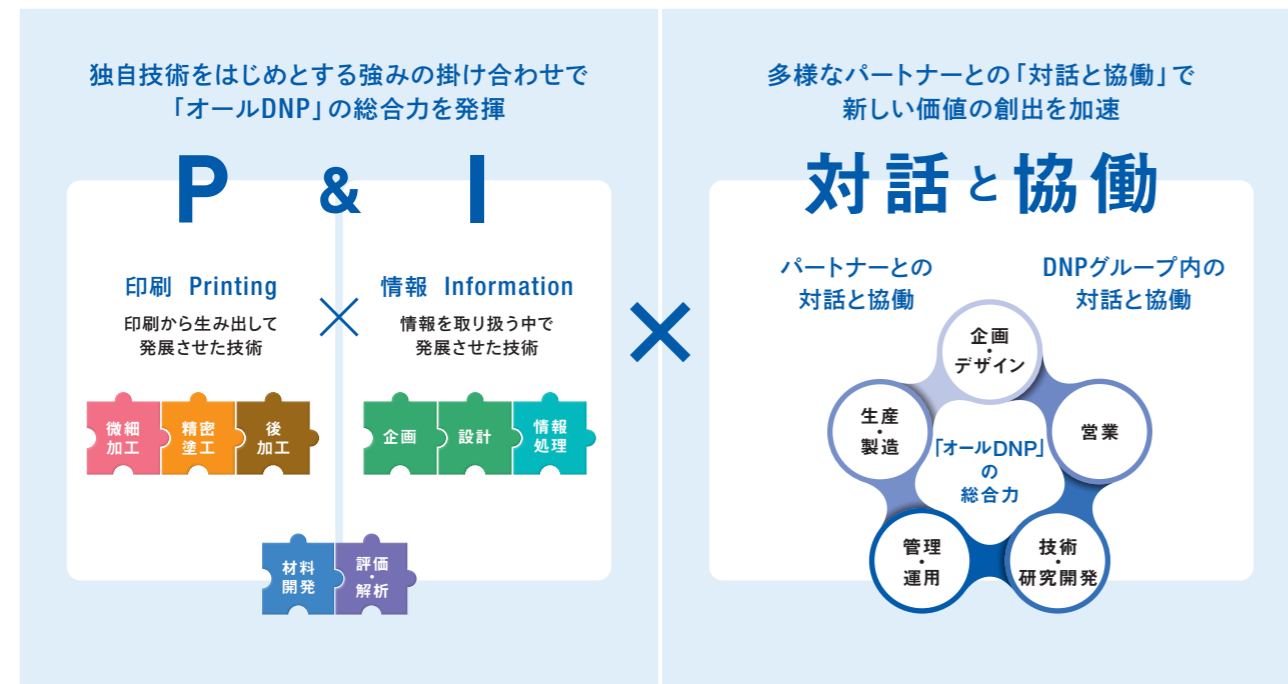 独自技術をはじめとする強みの掛け合わせで
「オールDNP」の総合力を発揮
P & I
印刷 Printing
印刷から生み出して
発展させた技術
×
情報 Information
情報を取り扱う中で
発展させた技術
微細
加工
精密
塗工
後
加工
企画
設計
情報
処理
材料
開発
評価
・
解析
×
多様なパートナーとの「対話と協働」で
新しい価値の創出を加速
対話と協働
パートナーとの
対話と協働
DNPグループ内の
対話と協働
企画
・
デザイン
生産
・
製造
営業
「オールDNP」
の
総合力
管理
・
運用
技術
・
研究開発